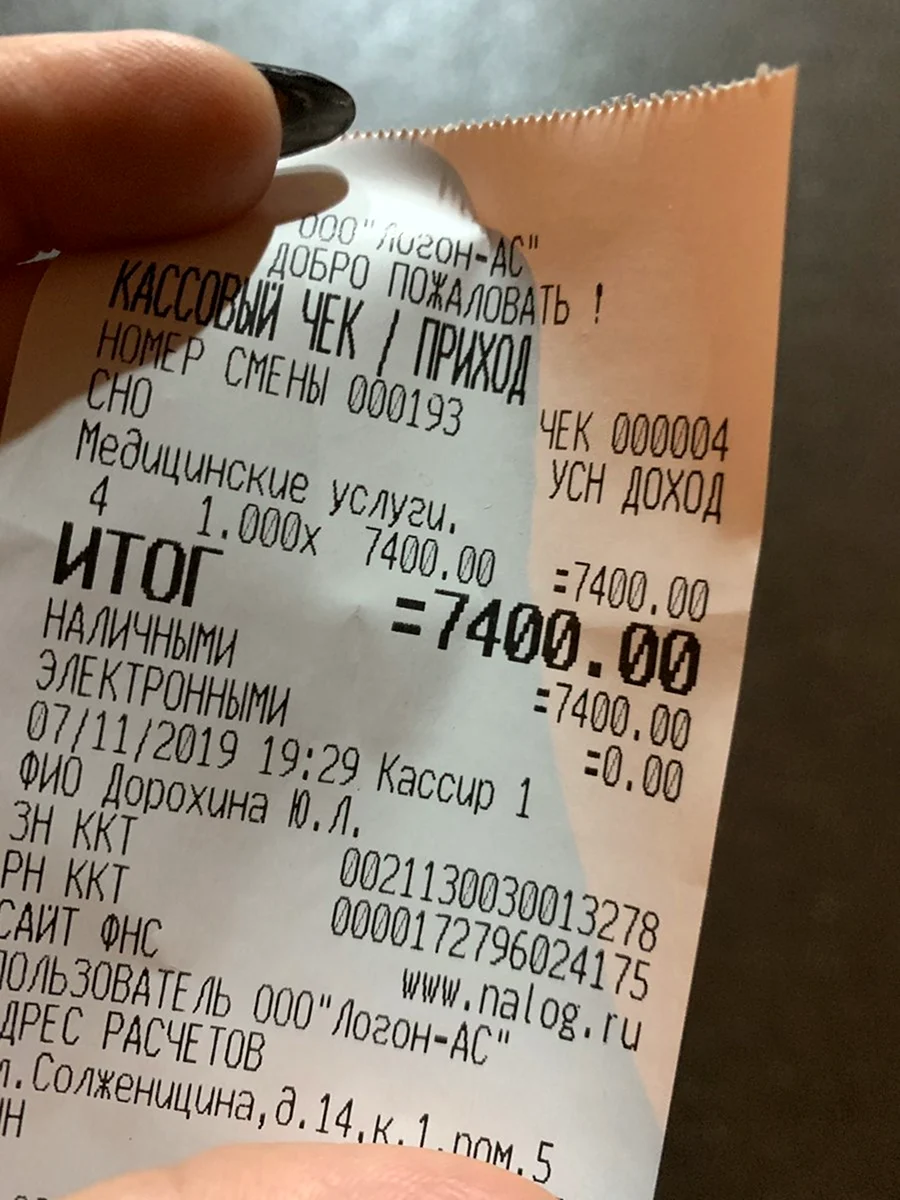 ООО"Логон-АС"
ДОБРО ПОЖАЛОВАТЬ !
КАССОВЫЙ ЧЕК / ПРИХОД
НОМЕР СМЕНЫ 000193 ЧЕК 000004
СНО УСН ДОХОД
Медицинские услуги.
4 1.000x 7400.00 =7400.00
ИТОГ =7400.00
НАЛИЧНЫМИ =7400.00
ЭЛЕКТРОННЫМИ =0.00
07/11/2019 19:29 Кассир 1
ФИО Дорохина Ю.Л.
ЗН ККТ 0021130030013278
РН ККТ 0000172796024175
САЙТ ФНС www.nalog.ru
ПОЛЬЗОВАТЕЛЬ ООО"Логон-АС"
АДРЕС РАСЧЕТОВ
л.Солженицина,д.14,к.1,пом.5